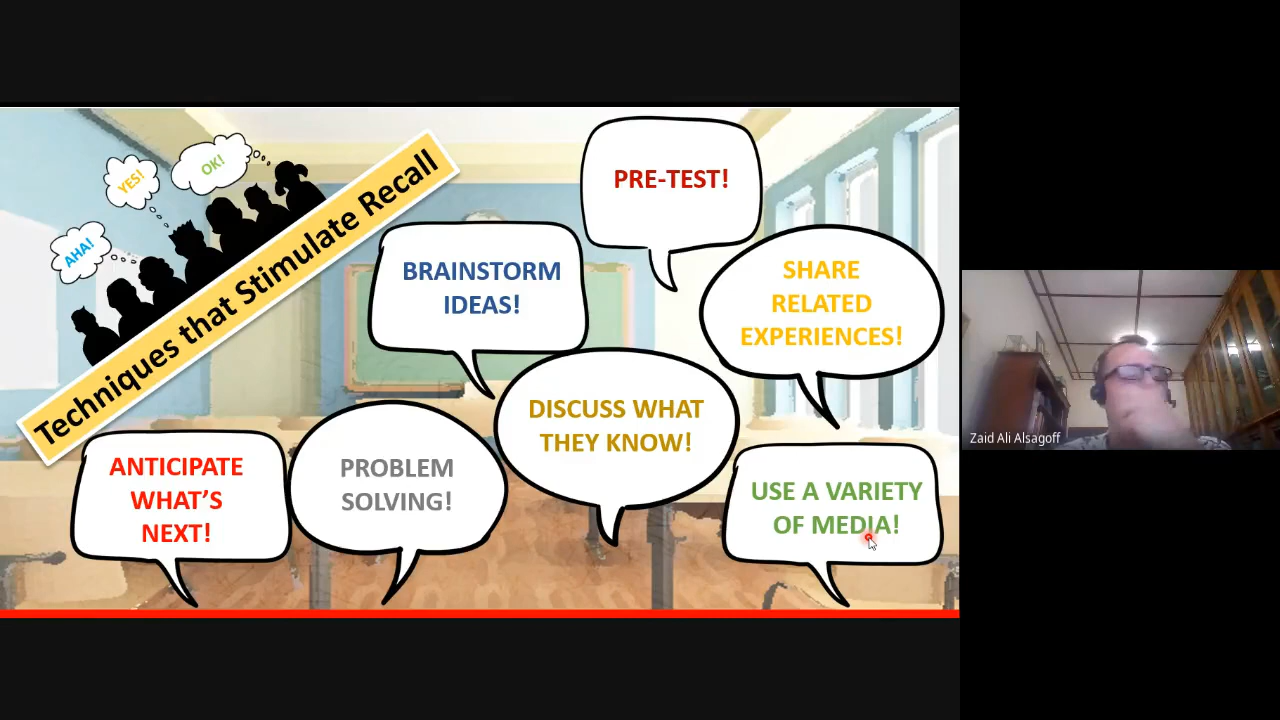 AHA!
YES!
OK!
Techniques that Stimulate Recall
PRE-TEST!
BRAINSTORM
IDEAS!
SHARE
RELATED
EXPERIENCES!
DISCUSS WHAT
THEY KNOW!
ANTICIPATE
WHAT'S
NEXT!
PROBLEM
SOLVING!
USE A VARIETY
OF MEDIA!
Zaid Ali Alsagoff